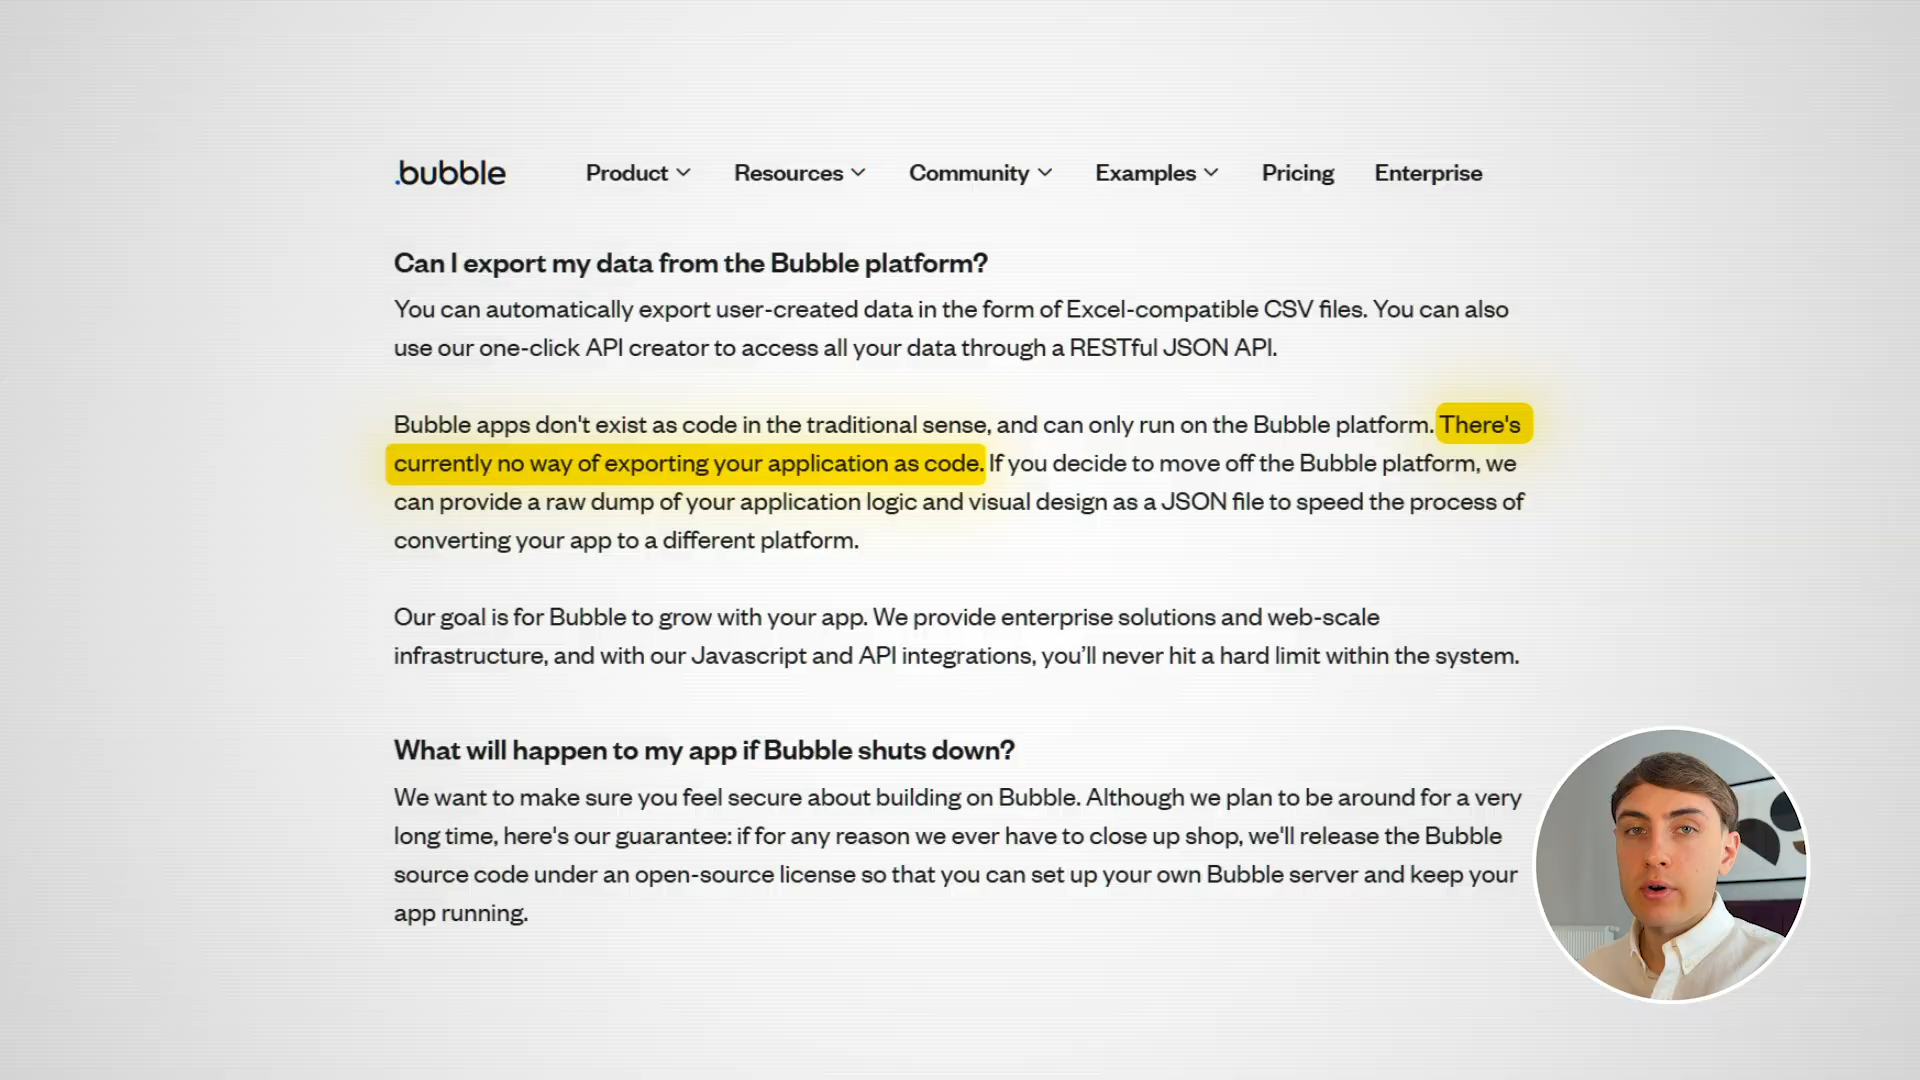 .bubble Product Resources Community Examples Pricing Enterprise
Can I export my data from the Bubble platform?
You can automatically export user-created data in the form of Excel-compatible CSV files. You can also
use our one-click API creator to access all your data through a RESTful JSON API.
Bubble apps don't exist as code in the traditional sense, and can only run on the Bubble platform. There's
currently no way of exporting your application as code. If you decide to move off the Bubble platform, we
can provide a raw dump of your application logic and visual design as a JSON file to speed the process of
converting your app to a different platform.
Our goal is for Bubble to grow with your app. We provide enterprise solutions and web-scale
infrastructure, and with our Javascript and API integrations, you’ll never hit a hard limit within the system.
What will happen to my app if Bubble shuts down?
We want to make sure you feel secure about building on Bubble. Although we plan to be around for a very
long time, here's our guarantee: if for any reason we ever have to close up shop, we'll release the Bubble
source code under an open-source license so that you can set up your own Bubble server and keep your
app running.